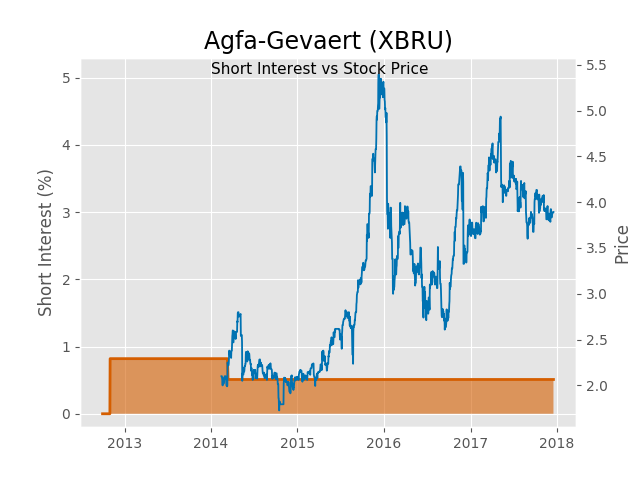 Agfa-Gevaert (XBRU)
Short Interest vs Stock Price
Short Interest (%)
5
4
3
2
1
0
5.5
5.0
4.5
4.0
3.5
3.0
2.5
2.0
Price
2013 2014 2015 2016 2017 2018